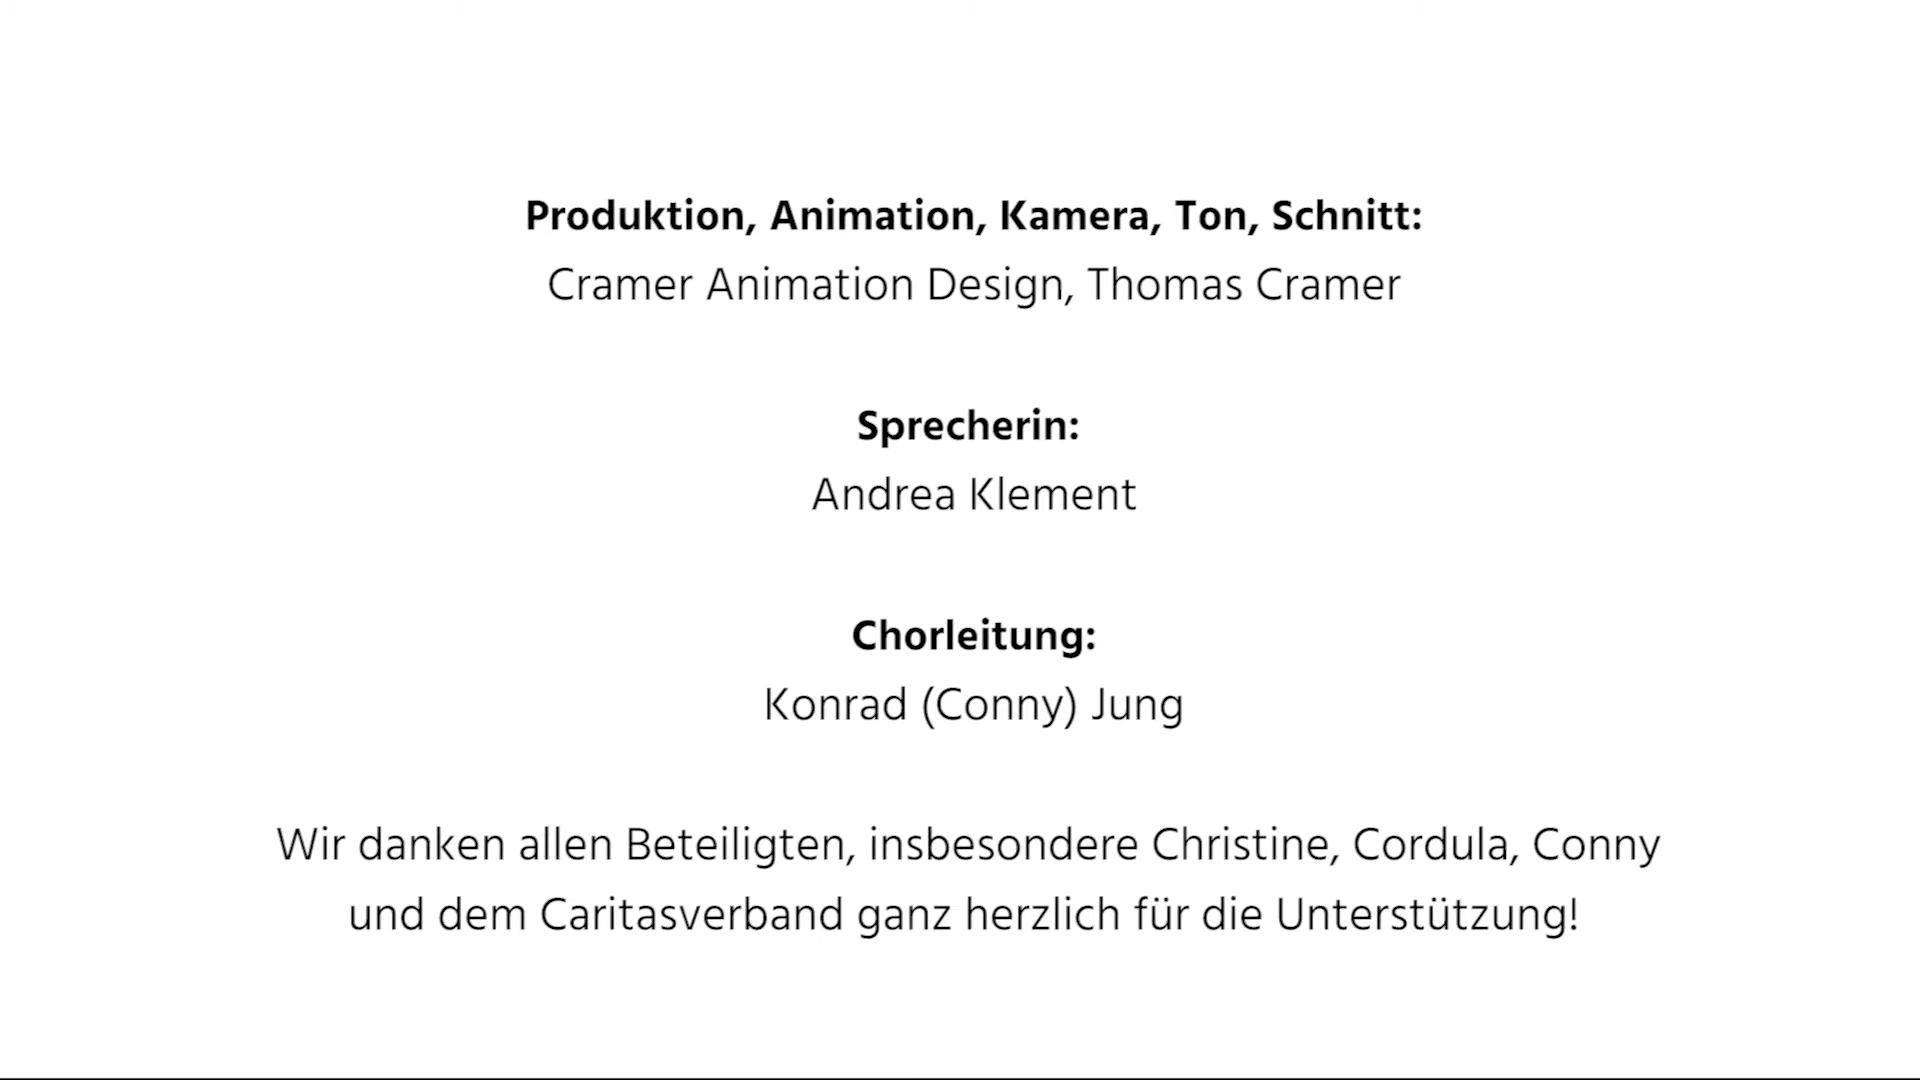 Produktion, Animation, Kamera, Ton, Schnitt:
Cramer Animation Design, Thomas Cramer
Sprecherin:
Andrea Klement
Chorleitung:
Konrad (Conny) Jung
Wir danken allen Beteiligten, insbesondere Christine, Cordula, Conny
und dem Caritasverband ganz herzlich für die Unterstützung!